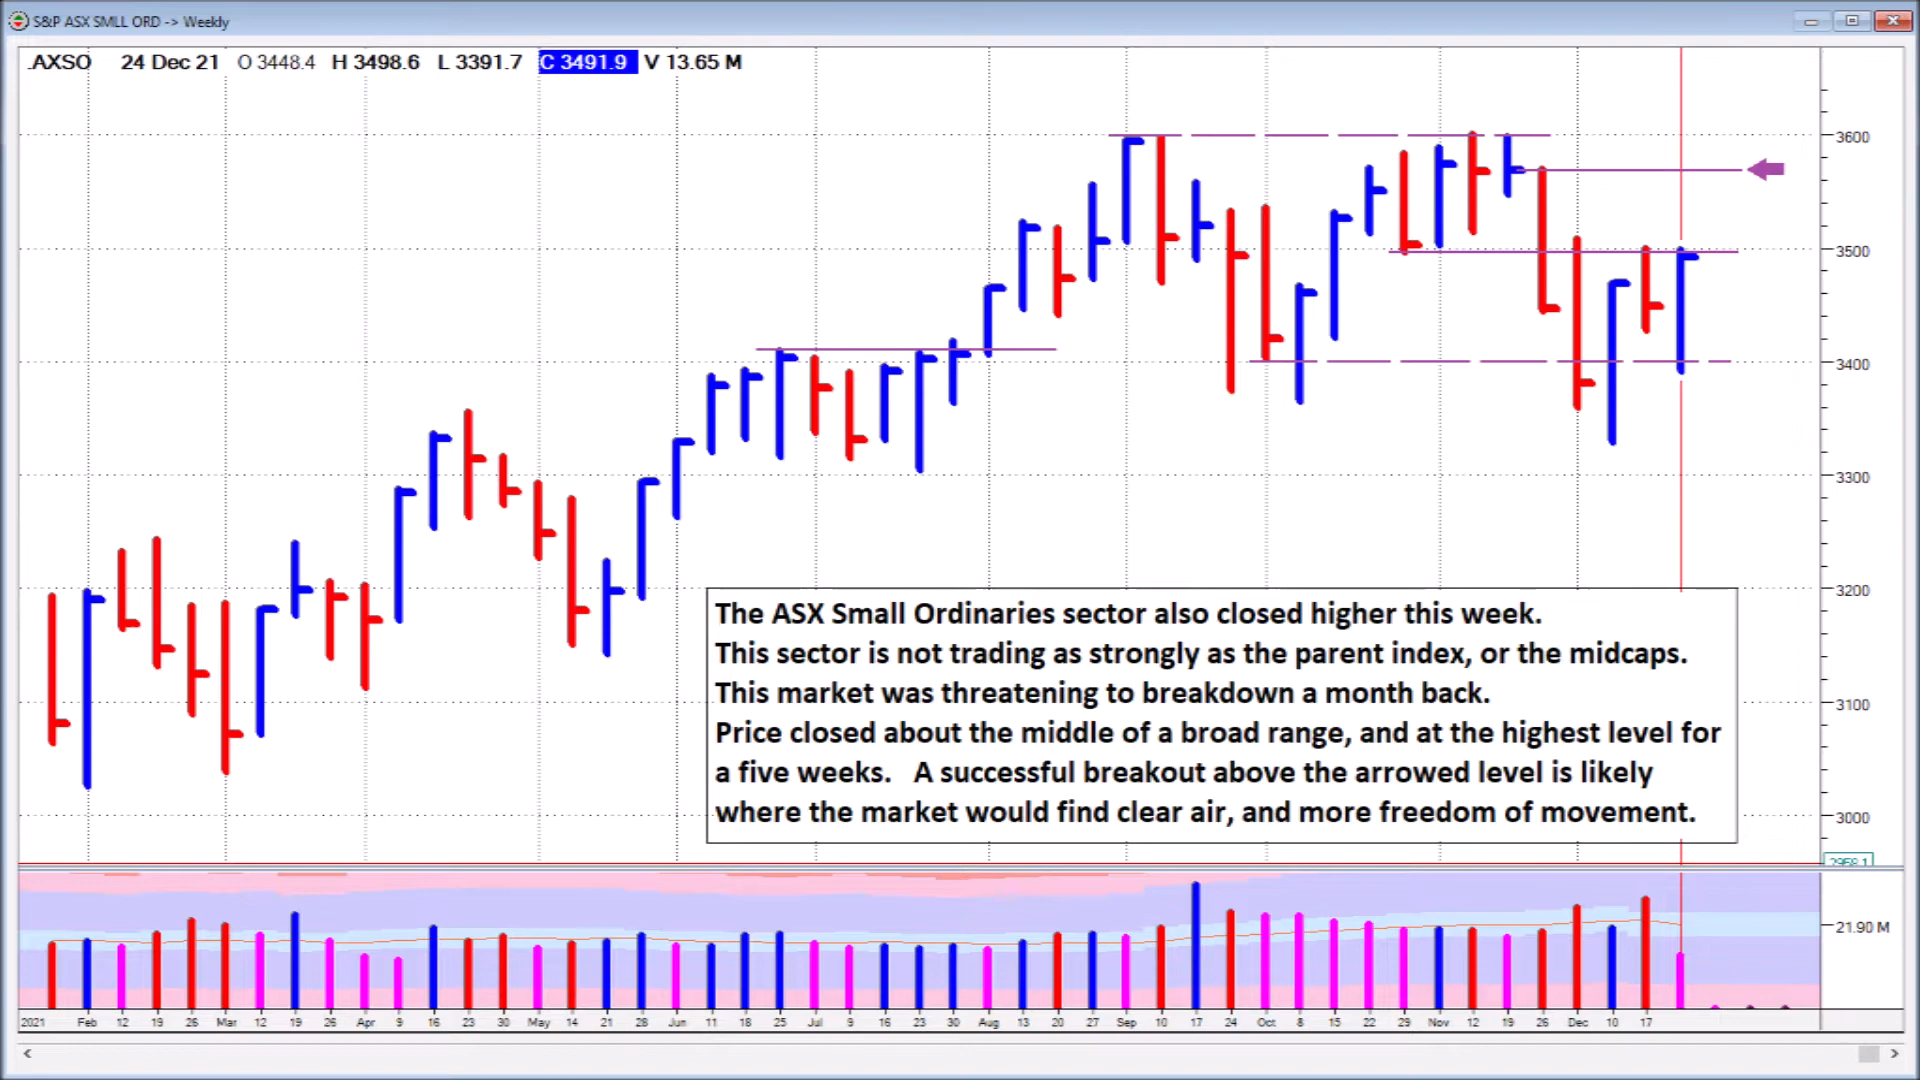 S&P ASX SMLL ORD -> Weekly
.AXSO 24 Dec 21 O 3448.4 H 3498.6 L 3391.7 C 3491.9 V 13.65 M
3600
3500
3400
3300
3200
3100
3000
2958.1
The ASX Small Ordinaries sector also closed higher this week.
This sector is not trading as strongly as the parent index, or the midcaps.
This market was threatening to breakdown a month back.
Price closed about the middle of a broad range, and at the highest level for
a five weeks. A successful breakout above the arrowed level is likely
where the market would find clear air, and more freedom of movement.
21.90 M
2021 Feb 12 19 26 Mar 12 19 26 Apr 9 16 23 30 May 14 21 28 Jun 11 18 25 Jul 9 16 23 30 Aug 13 20 27 Sep 10 17 24 Oct 8 15 22 29 Nov 12 19 26 Dec 10 17